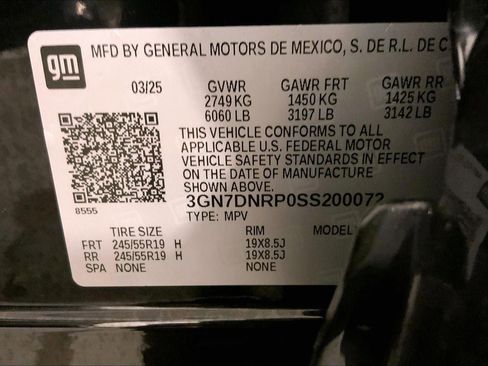 gm
MFD BY GENERAL MOTORS DE MEXICO, S. DE R.L. DE C
03/25 GVWR GAWR FRT GAWR RR
2749 KG 1450 KG 1425 KG
6060 LB 3197 LB 3142 LB
THIS VEHICLE CONFORMS TO ALL
APPLICABLE U.S. FEDERAL MOTOR
VEHICLE SAFETY STANDARDS IN EFFECT
ON THE DATE OF MANUFACTURE
SHOWN ABOVE.
8555 3GN7DNRP0SS200072
TYPE: MPV
TIRE SIZE RIM MODEL:
FRT 245/55R19 H 19X8.5J
RR 245/55R19 H 19X8.5J
SPA NONE NONE